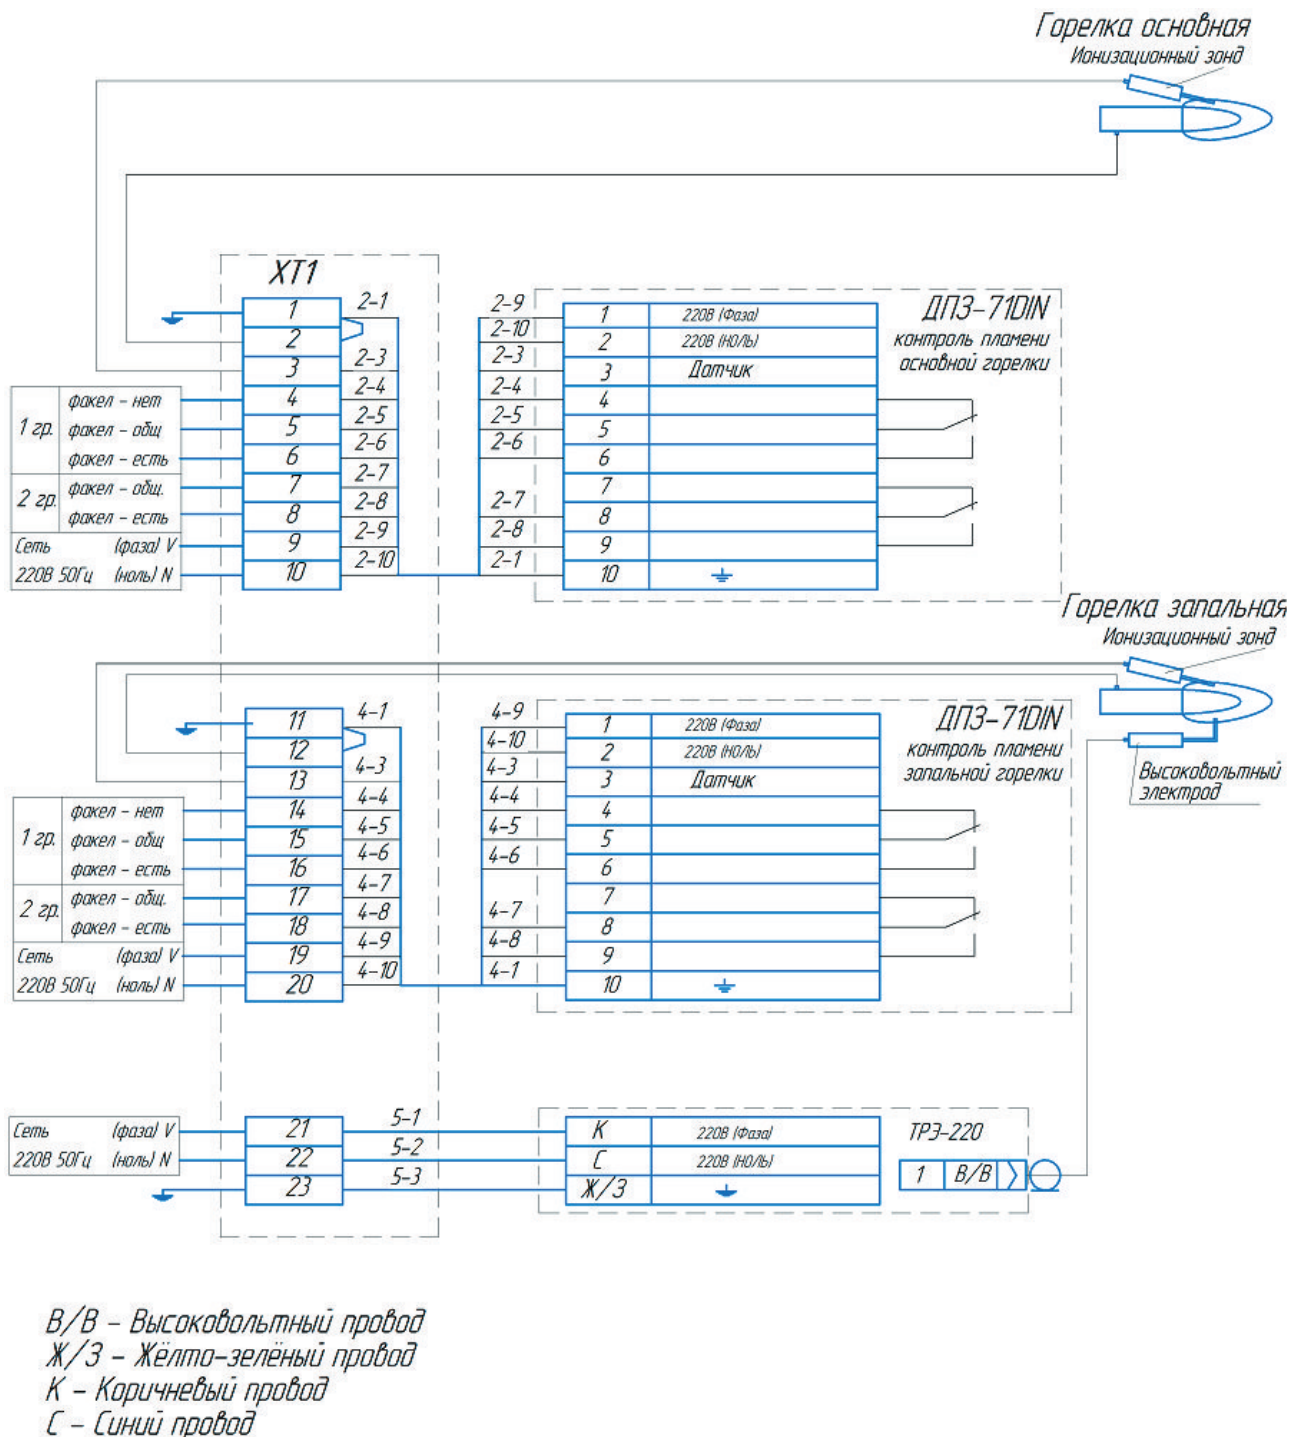 Горелка основная
Ионизационный зонд
ХТ1
1
2
3
4
5
6
7
8
9
10
2-1
2-3
2-4
2-5
2-6
2-7
2-8
2-9
2-10
1 гр.
факел - нет
факел - общ
факел - есть
2 гр.
факел - общ.
факел - есть
Сеть (фаза) V
220В 50Гц (ноль) N
2-9
2-10
2-3
2-4
2-5
2-6
2-7
2-8
2-1
1 220В (Фаза)
2 220В (НОЛЬ)
3 Датчик
4
5
6
7
8
9
10
ДПЗ-71DIN
контроль пламени
основной горелки
Горелка запальная
Ионизационный зонд
Высоковольтный
электрод
11
12
13
14
15
16
17
18
19
20
4-1
4-3
4-4
4-5
4-6
4-7
4-8
4-9
4-10
1 гр.
факел - нет
факел - общ
факел - есть
2 гр.
факел - общ.
факел - есть
Сеть (фаза) V
220В 50Гц (ноль) N
4-9
4-10
4-3
4-4
4-5
4-6
4-7
4-8
4-1
1 220В (Фаза)
2 220В (НОЛЬ)
3 Датчик
4
5
6
7
8
9
10
ДПЗ-71DIN
контроль пламени
запальной горелки
Сеть (фаза) V
220В 50Гц (ноль) N
21
22
23
5-1
5-2
5-3
К 220В (Фаза)
С 220В (НОЛЬ)
Ж/З
ТРЭ-220
1 В/В
В/В - Высоковольтный провод
Ж/З - Жёлто-зелёный провод
К - Коричневый провод
С - Синий провод